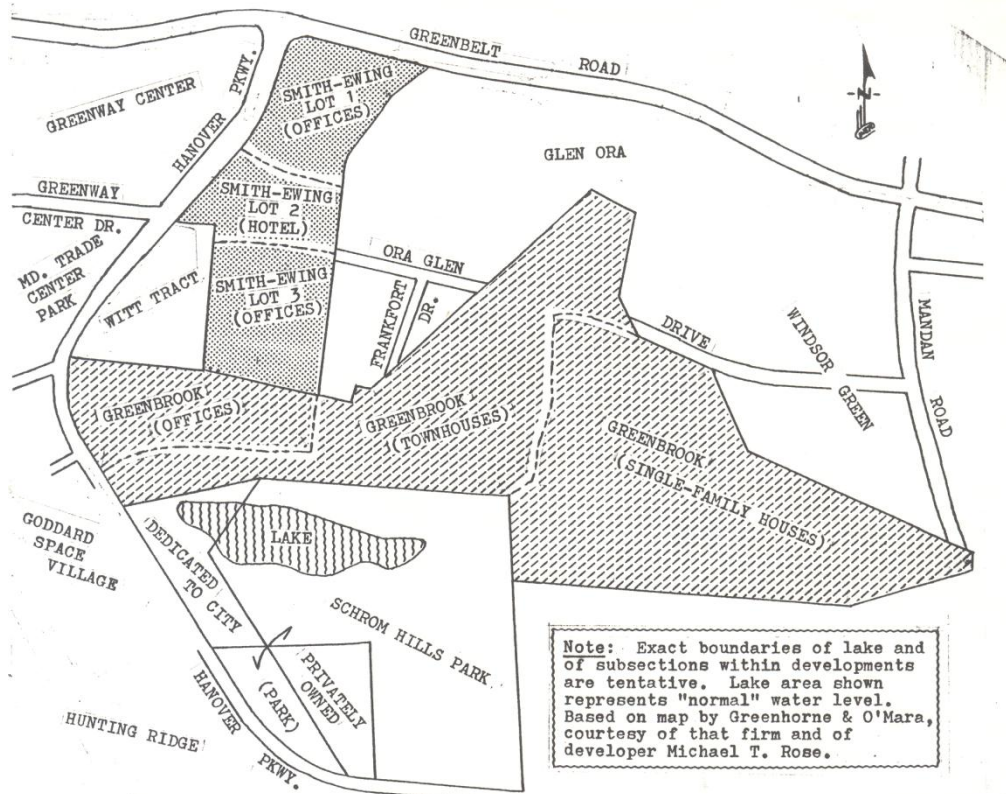 GREENBELT
ROAD
GREENWAY CENTER
HANOVER
PKWY.
SMITH-EWING
LOT 1
(OFFICES)
N
GLEN ORA
GREENWAY
CENTER DR.
SMITH-EWING
LOT 2
(HOTEL)
MD. TRADE
CENTER
PARK
WITT TRACT
SMITH-EWING
LOT 3
(OFFICES)
ORA GLEN
FRANKFORT
DR.
DRIVE
WINDSOR
GREEN
MANDAN
ROAD
GREENBROOK
(OFFICES)
GREENBROOK
(TOWNHOUSES)
GREENBROOK
(SINGLE-FAMILY HOUSES)
GODDARD
SPACE
VILLAGE
DEDICATED
TO CITY
LAKE
SCHROM HILLS PARK
PRIVATELY
OWNED
(PARK)
HANOVER
PKWY.
HUNTING RIDGE
Note: Exact boundaries of lake and
of subsections within developments
are tentative. Lake area shown
represents "normal" water level.
Based on map by Greenhorne & O'Mara,
courtesy of that firm and of
developer Michael T. Rose.